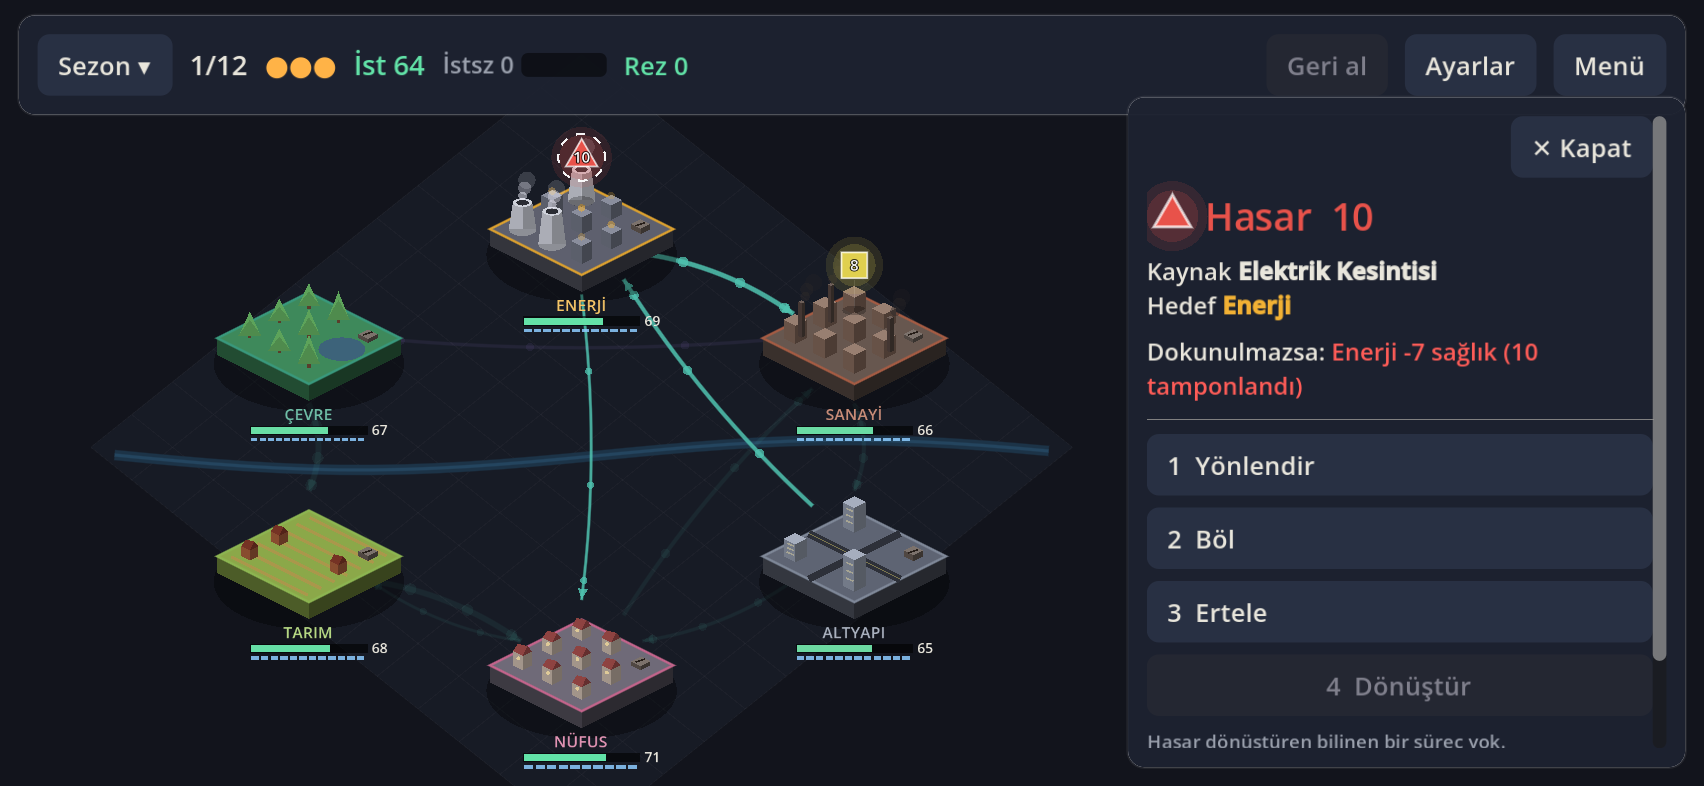 Sezon ▾ 1/12 İst 64 İstsz 0 Rez 0 Geri al Ayarlar Menü
× Kapat
10
Hasar 10
Kaynak Elektrik Kesintisi
Hedef Enerji
Dokunulmazsa: Enerji -7 sağlık (10
tamponlandı)
1 Yönlendir
2 Böl
3 Ertele
4 Dönüştür
Hasar dönüştüren bilinen bir süreç yok.
8
ENERJİ
69
ÇEVRE
67
SANAYİ
66
TARIM
68
ALTYAPI
65
NÜFUS
71